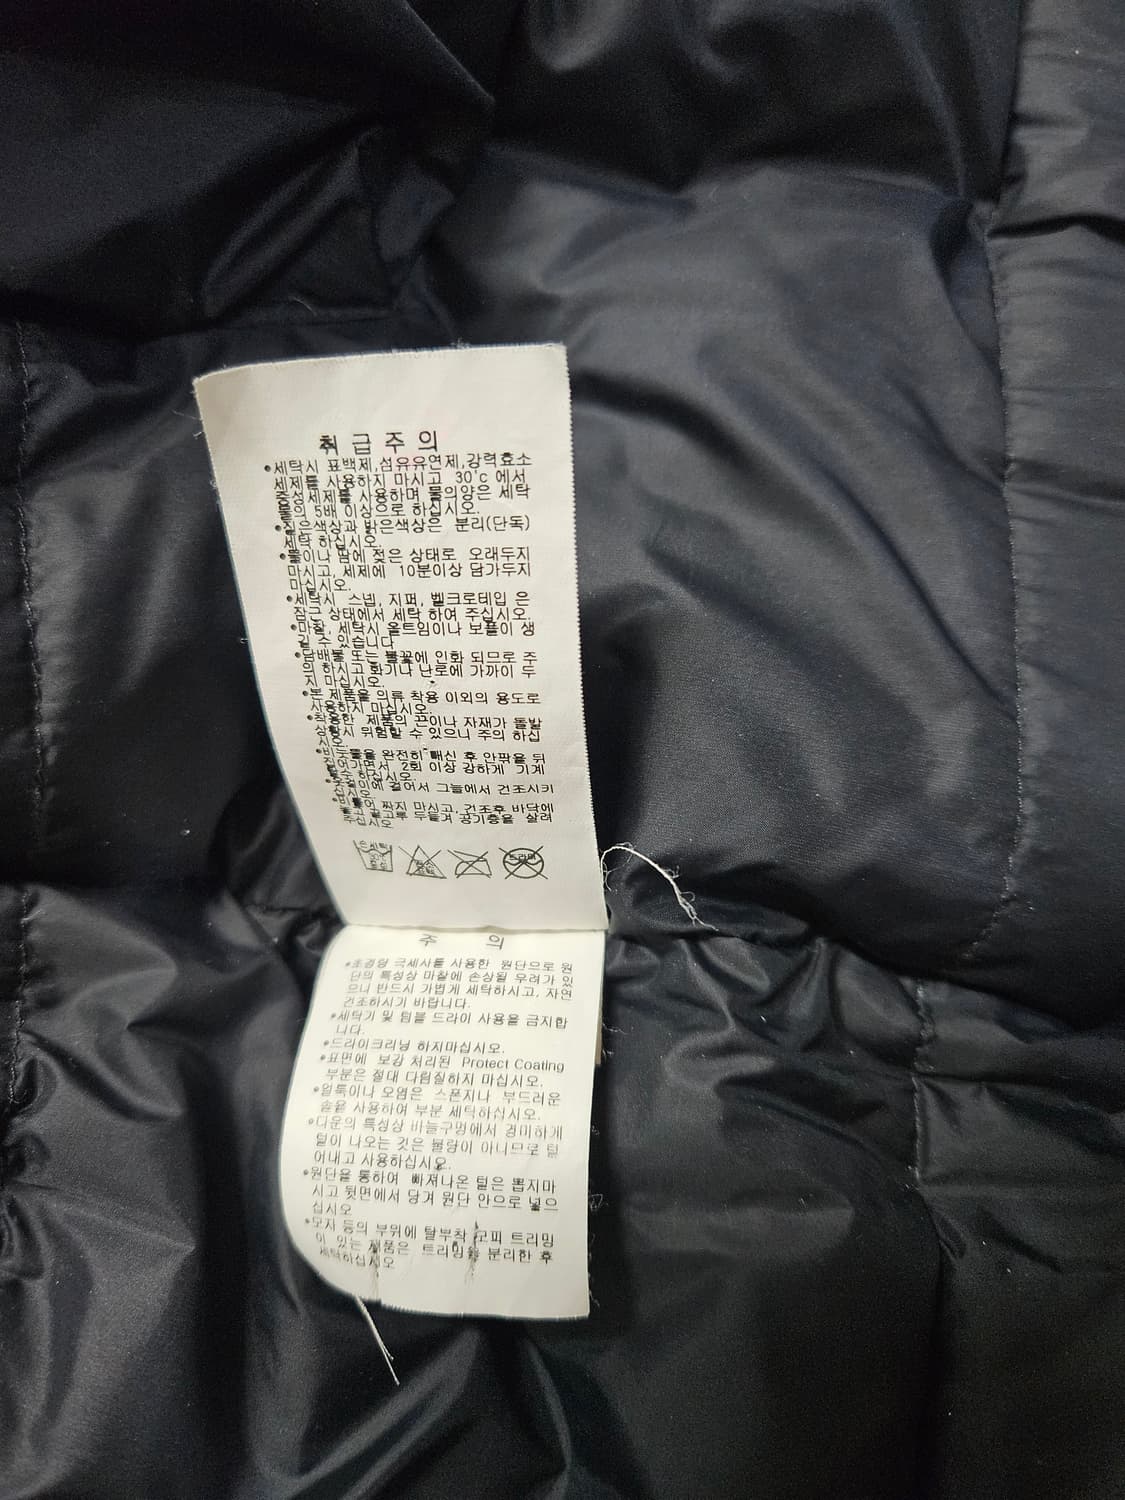 취급주의
•세탁시 표백제,섬유유연제,강력효소
세제를 사용하지 마시고 30°c 에서
중성세제를 사용하며 물의양은 세탁
물의 5배 이상으로 하십시오.
•짙은색상과 밝은색상은 분리(단독)
세탁 하십시오.
•물이나 땀에 젖은 상태로 오래두지
마시고, 세제에 10분이상 담가두지
마십시오.
•세탁시 스넵, 지퍼, 벨크로테입 은
잠근 상태에서 세탁 하여 주십시오.
•마찰, 세탁시 올트임이나 보풀이 생
길 수 있습니다
•담배불 또는 불꽃에 인화 되므로 주
의 하시고 화기나 난로에 가까이 두
지 마십시오.
•본 제품을 의류 착용 이외의 용도로
사용하지 마십시오.
•착용한 제품의 끈이나 자재가 돌발
상황시 위험할 수 있으니 주의 하십
시오
완전히 빼신 후 안팎을 뒤
2회 이상 강하게 기계
널어서 그늘에서 건조시키
짜지 마시고, 건조후 바닥에
두들겨 공기층을 살려
십시오
드라이
주의
•초경량 극세사를 사용한 원단으로 원
단의 특성상 마찰에 손상될 우려가 있
으니 반드시 가볍게 세탁하시고, 자연
건조하시기 바랍니다.
•세탁기 및 텀블 드라이 사용을 금지합
니다.
•드라이크리닝 하지마십시오.
•표면에 보강 처리된 Protect Coating
부분은 절대 다림질하지 마십시오.
•얼룩이나 오염은 스폰지나 부드러운
솔을 사용하여 부분 세탁하십시오.
•다운의 특성상 바늘구멍에서 경미하게
털이 나오는 것은 불량이 아니므로 털
어내고 사용하십시오.
•원단을 통하여 삐져나온 털은 뽑지마
시고 뒷면에서 당겨 원단 안으로 넣으
십시오
•모자 등의 부위에 탈부착 모피 트리밍
이 있는 제품은 트리밍을 분리한 후
세탁하십시오